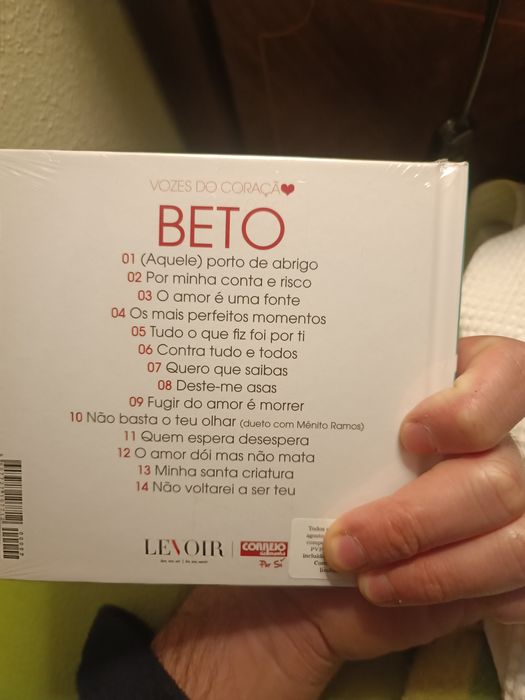 VOZES DO CORAÇÃ
BETO
01 (Aquele) porto de abrigo
02 Por minha conta e risco
03 O amor é uma fonte
04 Os mais perfeitos momentos
05 Tudo o que fiz foi por ti
06 Contra tudo e todos
07 Quero que saibas
08 Deste-me asas
09 Fugir do amor é morrer
10 Não basta o teu olhar (dueto com Ménito Ramos)
11 Quem espera desespera
12 O amor dói mas não mata
13 Minha santa criatura
14 Não voltarei a ser teu
LENOIR
CORREIO
Por Si
Todos